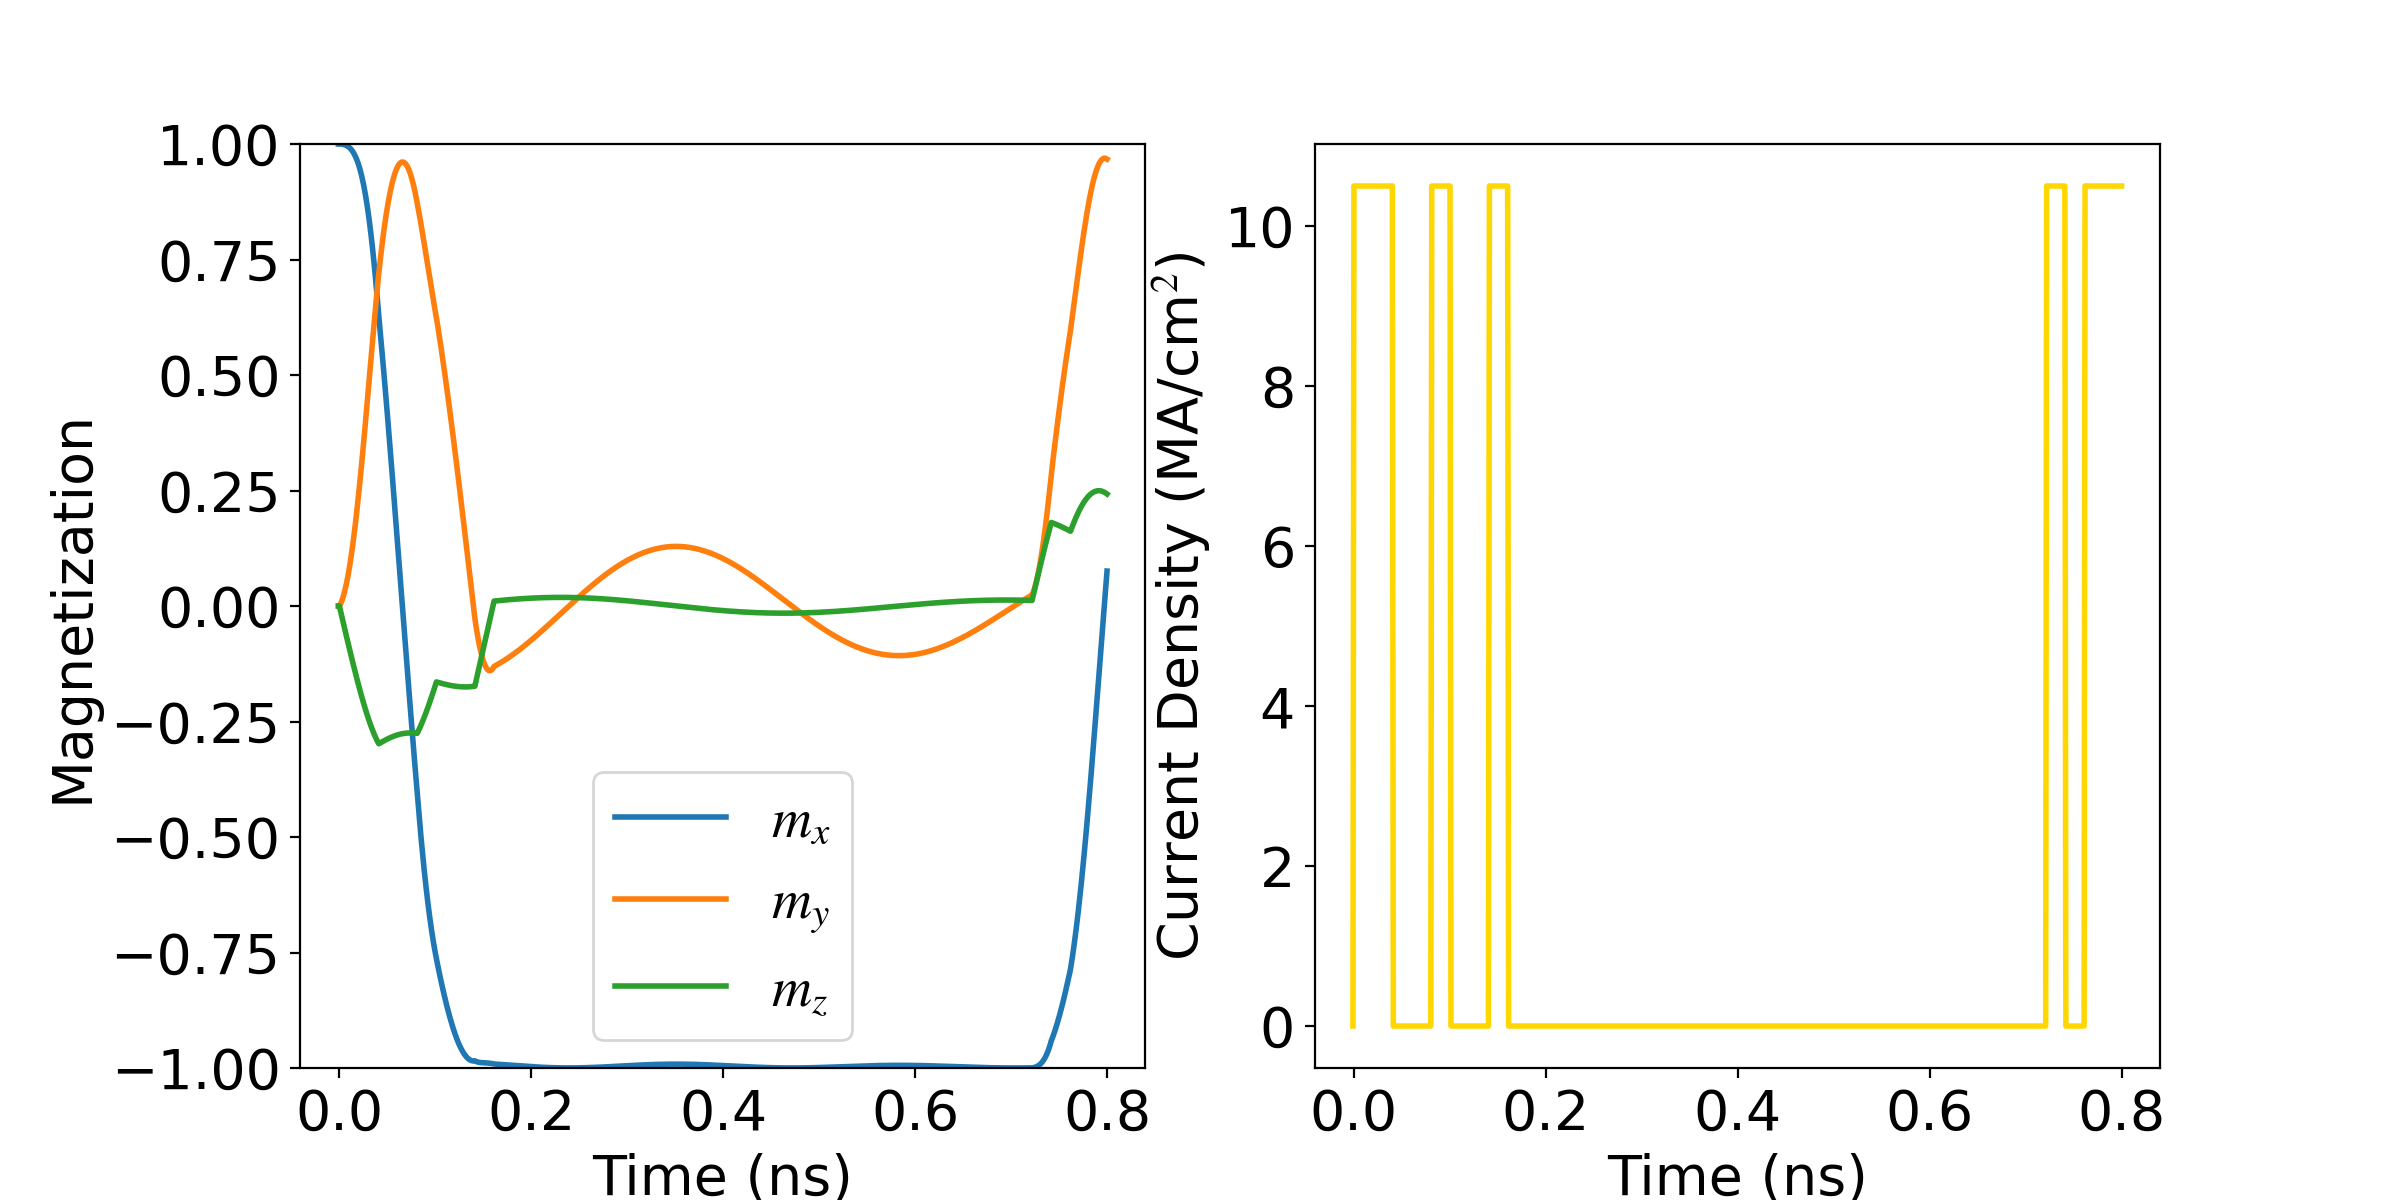 1.00
0.75
0.50
0.25
0.00
−0.25
−0.50
−0.75
−1.00
Magnetization
0.0 0.2 0.4 0.6 0.8
Time (ns)
m_x
m_y
m_z
10
8
6
4
2
0
Current Density (MA/cm²)
0.0 0.2 0.4 0.6 0.8
Time (ns)